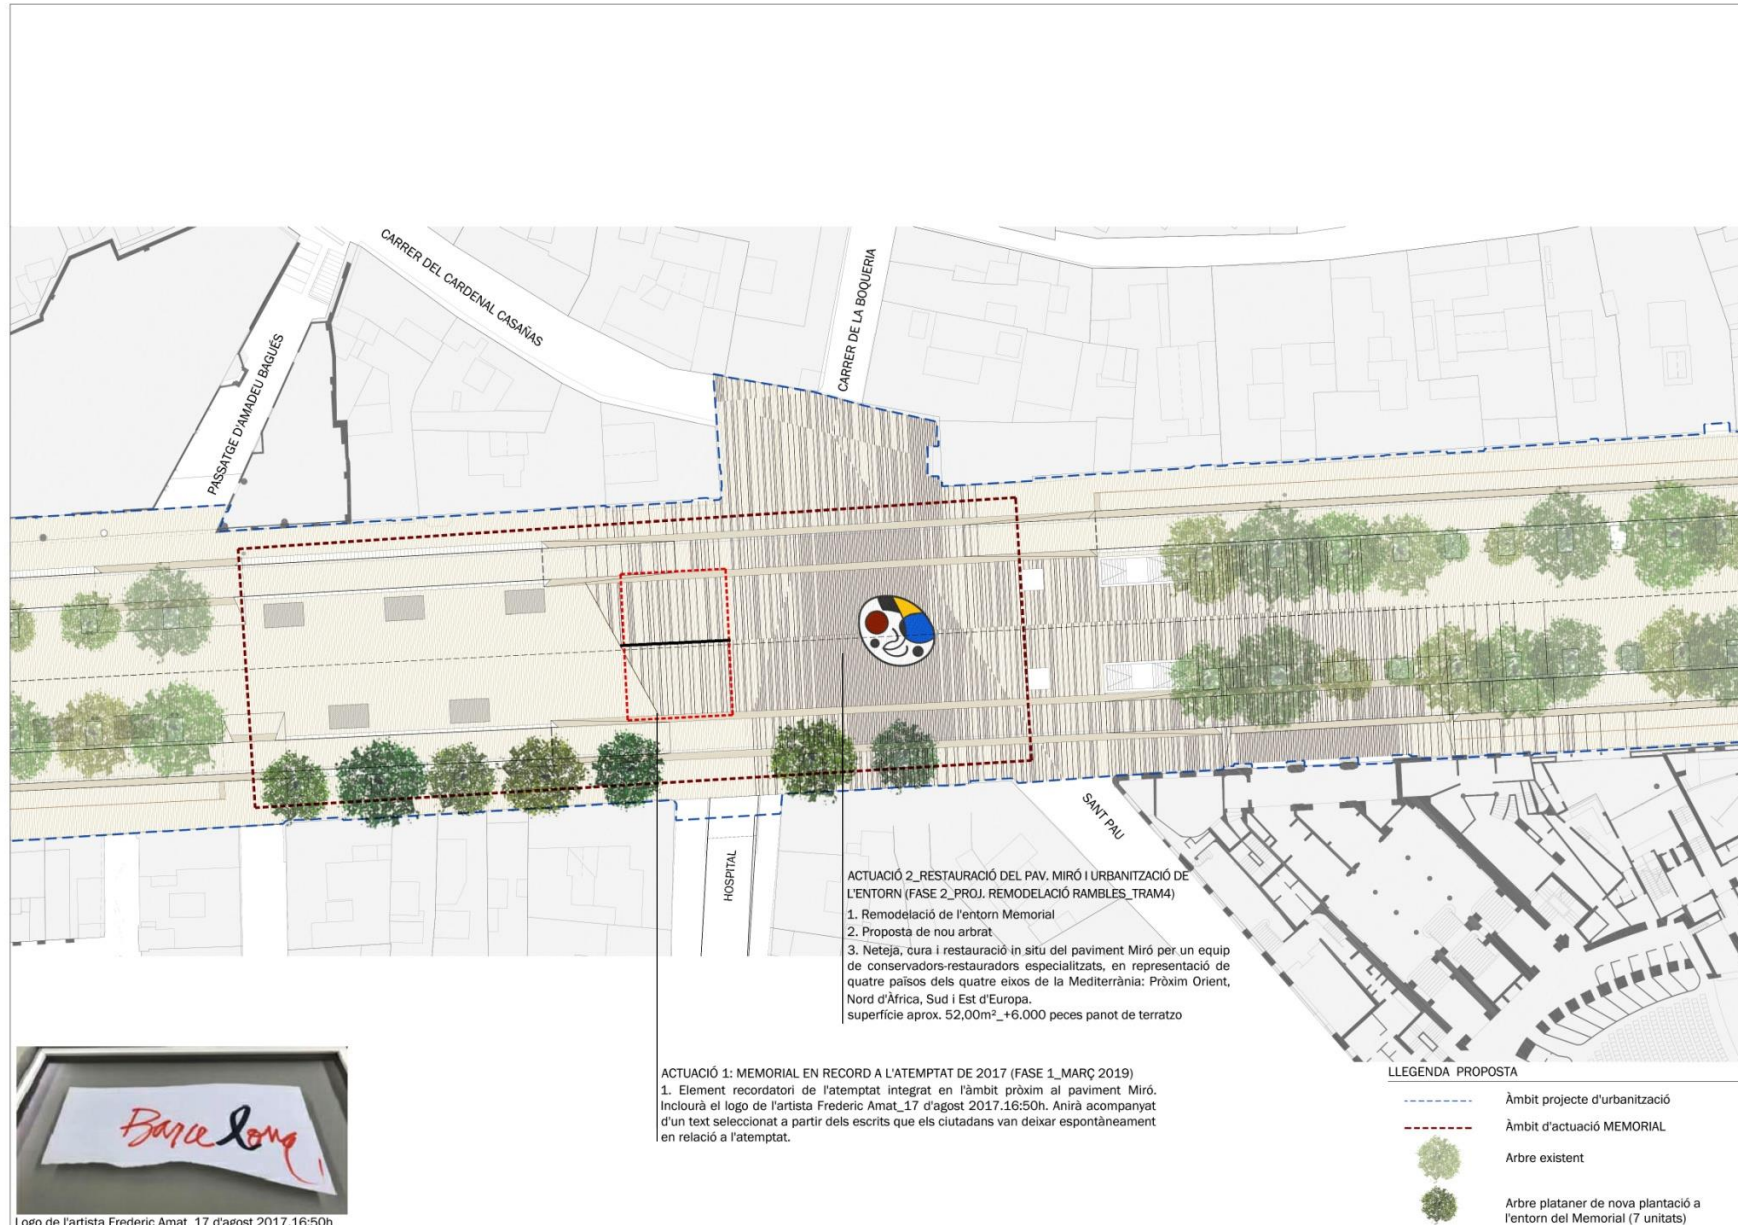 CARRER DEL CARDENAL CASAÑAS
CARRER DE LA BOQUERIA
PASSATGE D'AMADEU BAGUÉS
HOSPITAL
SANT PAU
ACTUACIÓ 2_RESTAURACIÓ DEL PAV. MIRÓ I URBANITZACIÓ DE
L'ENTORN (FASE 2_PROJ. REMODELACIÓ RAMBLES_TRAM4)
1. Remodelació de l'entorn Memorial
2. Proposta de nou arbrat
3. Neteja, cura i restauració in situ del paviment Miró per un equip
de conservadors-restauradors especialitzats, en representació de
quatre països dels quatre eixos de la Mediterrània: Pròxim Orient,
Nord d'Àfrica, Sud i Est d'Europa.
superfície aprox. 52,00m²_+6.000 peces panot de terratzo
ACTUACIÓ 1: MEMORIAL EN RECORD A L'ATEMPTAT DE 2017 (FASE 1_MARÇ 2019)
1. Element recordatori de l'atemptat integrat en l'àmbit pròxim al paviment Miró.
Inclourà el logo de l'artista Frederic Amat_17 d'agost 2017.16:50h. Anirà acompanyat
d'un text seleccionat a partir dels escrits que els ciutadans van deixar espontàneament
en relació a l'atemptat.
Barcelona
Logo de l'artista Frederic Amat_17 d'agost 2017.16:50h
LLEGENDA PROPOSTA
Àmbit projecte d'urbanització
Àmbit d'actuació MEMORIAL
Arbre existent
Arbre plataner de nova plantació a
l'entorn del Memorial (7 unitats)